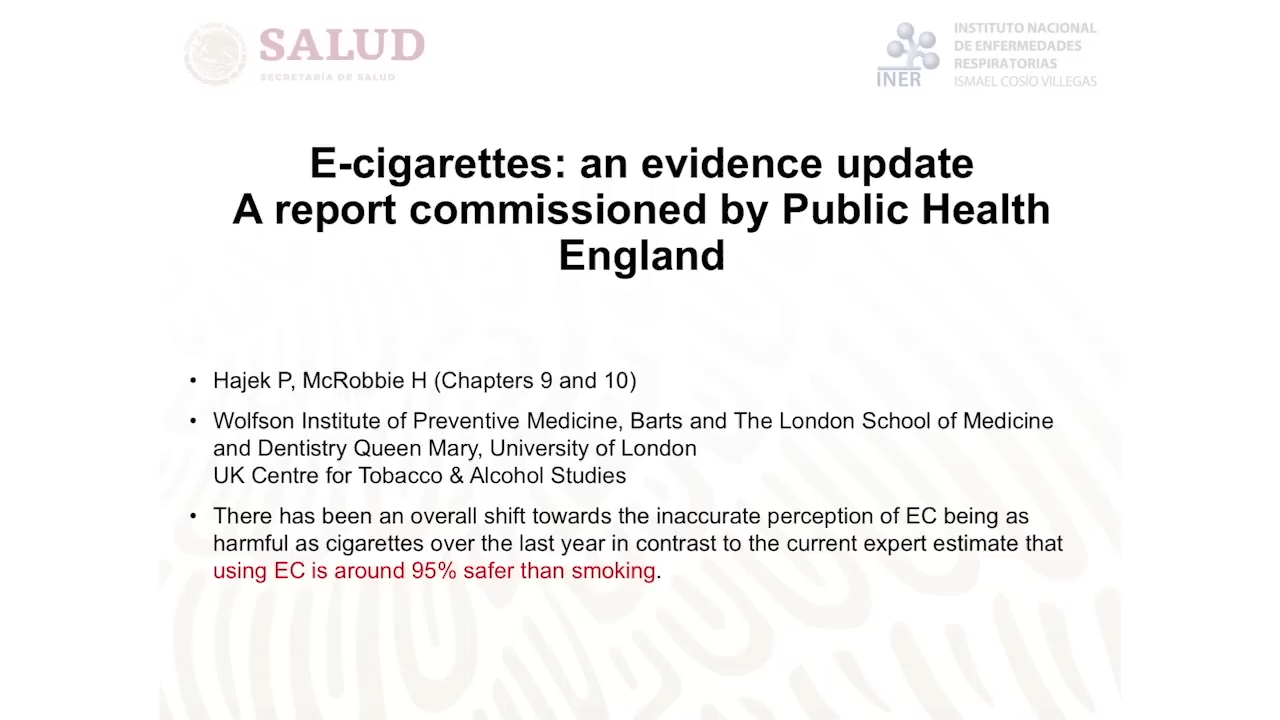 SALUD
SECRETARÍA DE SALUD
INER
INSTITUTO NACIONAL
DE ENFERMEDADES
RESPIRATORIAS
ISMAEL COSÍO VILLEGAS
E-cigarettes: an evidence update
A report commissioned by Public Health
England
• Hajek P, McRobbie H (Chapters 9 and 10)
• Wolfson Institute of Preventive Medicine, Barts and The London School of Medicine
and Dentistry Queen Mary, University of London
UK Centre for Tobacco & Alcohol Studies
• There has been an overall shift towards the inaccurate perception of EC being as
harmful as cigarettes over the last year in contrast to the current expert estimate that
using EC is around 95% safer than smoking.